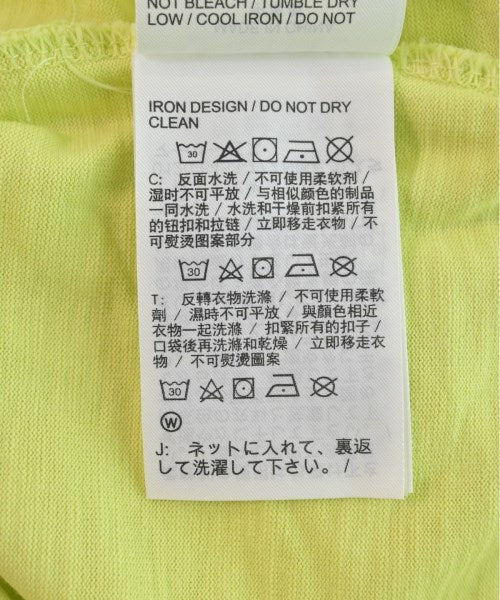 NOT BLEACH / TUMBLE DRY
LOW / COOL IRON / DO NOT
IRON DESIGN / DO NOT DRY
CLEAN
30
C: 反面水洗 / 不可使用柔软剂 /
湿时不可平放 / 与相似颜色的制品
一同水洗 / 水洗和干燥前扣紧所有
的钮扣和拉链 / 立即移走衣物 / 不
可熨烫图案部分
30
T: 反轉衣物洗滌 / 不可使用柔軟
劑 / 濕時不可平放 / 與顏色相近
衣物一起洗滌 / 扣緊所有的扣子 /
口袋後再洗滌和乾燥 / 立即移走衣
物 / 不可熨燙圖案
30
W
J: ネットに入れて、裏返
して洗濯して下さい。 /